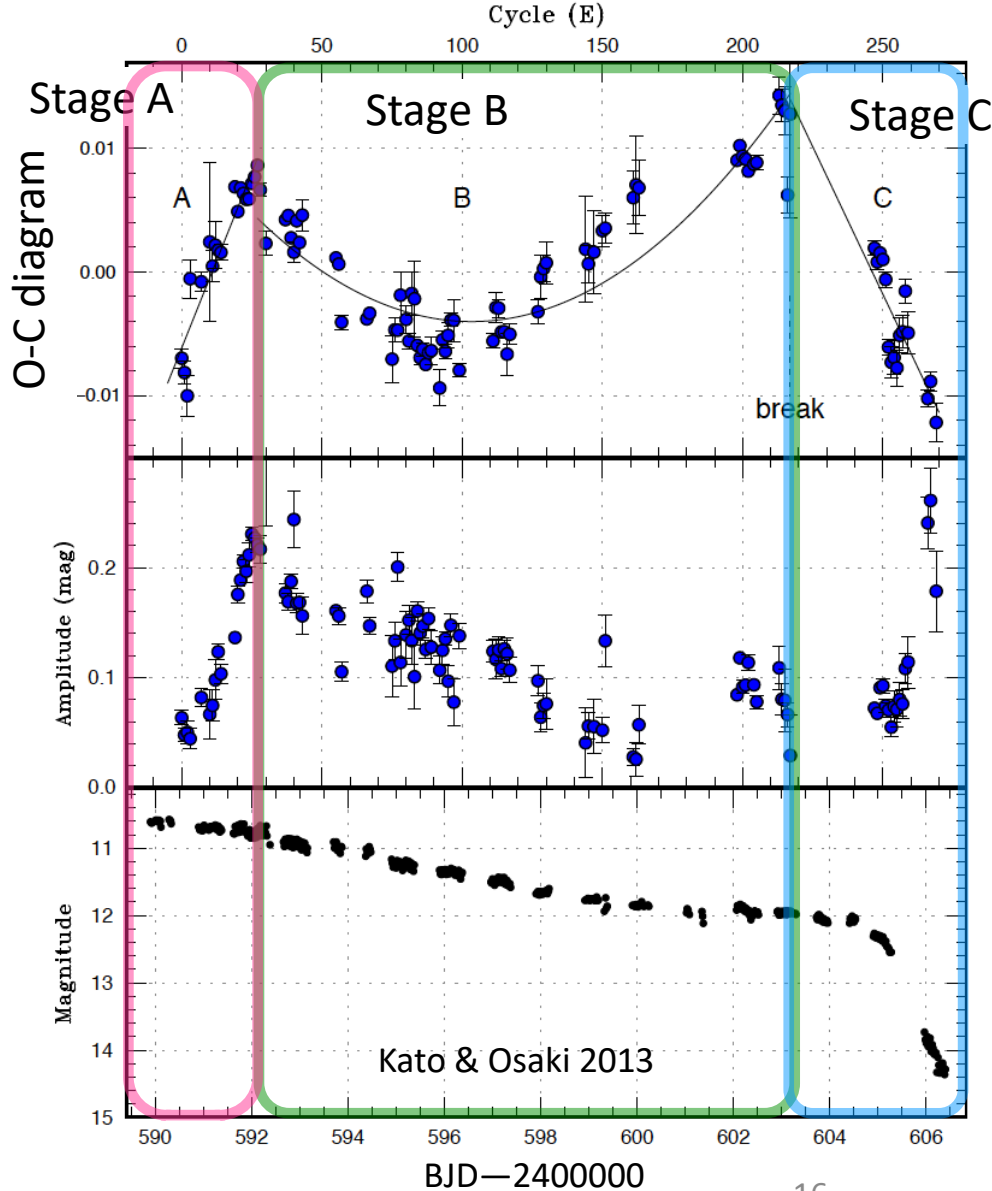 Cycle (E)
0 50 100 150 200 250
Stage A Stage B Stage C
O-C diagram
0.01
0.00
−0.01
A B C
break
Amplitude (mag)
0.2
0.1
0.0
Magnitude
11
12
13
14
15
Kato & Osaki 2013
590 592 594 596 598 600 602 604 606
BJD—2400000
16